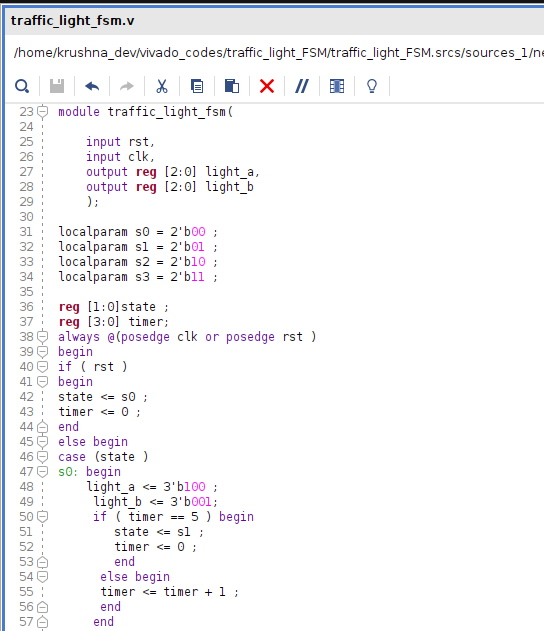 traffic_light_fsm.v
/home/krushna_dev/vivado_codes/traffic_light_FSM/traffic_light_FSM.srcs/sources_1/ne
23 module traffic_light_fsm(
24
25 input rst,
26 input clk,
27 output reg [2:0] light_a,
28 output reg [2:0] light_b
29 );
30
31 localparam s0 = 2'b00 ;
32 localparam s1 = 2'b01 ;
33 localparam s2 = 2'b10 ;
34 localparam s3 = 2'b11 ;
35
36 reg [1:0]state ;
37 reg [3:0] timer;
38 always @(posedge clk or posedge rst )
39 begin
40 if ( rst )
41 begin
42 state <= s0 ;
43 timer <= 0 ;
44 end
45 else begin
46 case (state )
47 s0: begin
48 light_a <= 3'b100 ;
49 light_b <= 3'b001;
50 if ( timer == 5 ) begin
51 state <= s1 ;
52 timer <= 0 ;
53 end
54 else begin
55 timer <= timer + 1 ;
56 end
57 end